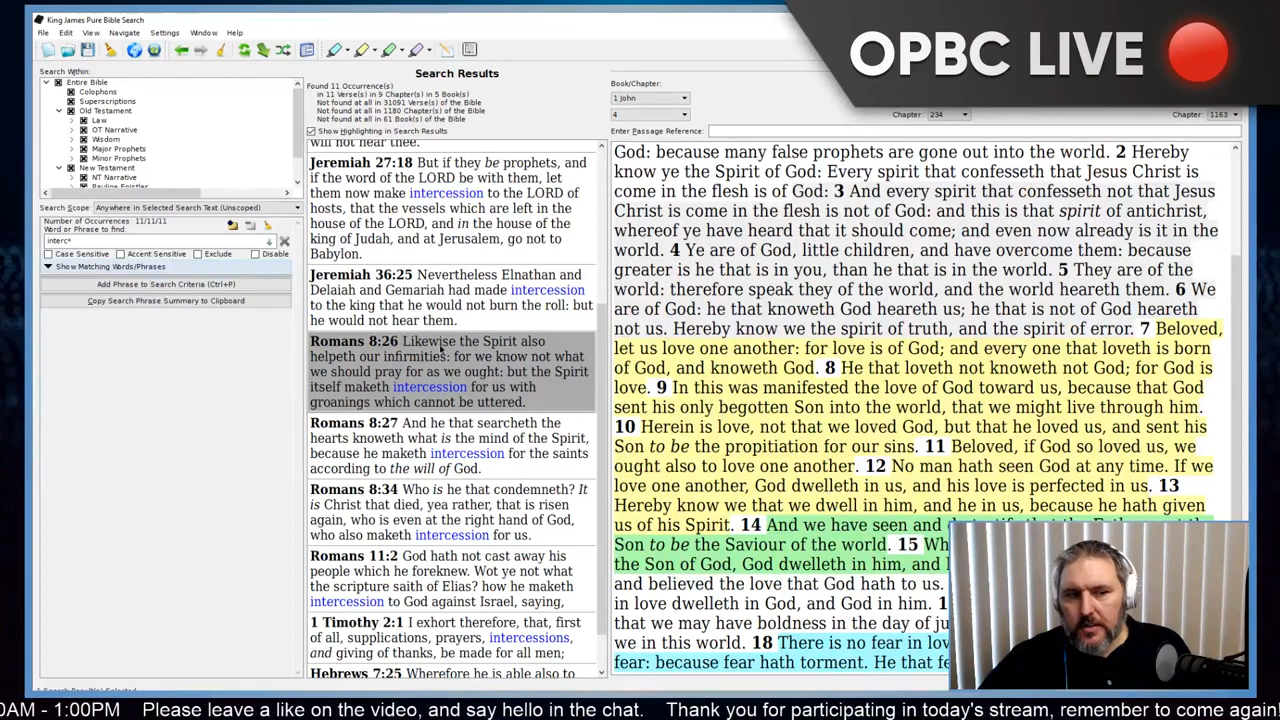 King James Pure Bible Search
File Edit View Navigate Settings Window Help
OPBC LIVE
Search Within:
Entire Bible
Colophons
Superscriptions
Old Testament
Law
OT Narrative
Wisdom
Major Prophets
Minor Prophets
New Testament
NT Narrative
Pauline Epistles
Search Scope: Anywhere in Selected Search Text (Unscoped)
Number of Occurrences: 11/11/11
Word or Phrase to find:
interc*
Case Sensitive Accent Sensitive Exclude Disable
Show Matching Words/Phrases
Add Phrase to Search Criteria (Ctrl+P)
Copy Search Phrase Summary to Clipboard
Search Results
Found 11 Occurrence(s)
in 11 Verse(s) in 9 Chapter(s) in 5 Book(s)
Not found at all in 31091 Verse(s) of the Bible
Not found at all in 1180 Chapter(s) of the Bible
Not found at all in 61 Book(s) of the Bible
Show Highlighting in Search Results
will not hear thee.
Jeremiah 27:18 But if they be prophets, and
if the word of the LORD be with them, let
them now make intercession to the LORD of
hosts, that the vessels which are left in
the house of the LORD, and in the house of the
king of Judah, and at Jerusalem, go not to
Babylon.
Jeremiah 36:25 Nevertheless Elnathan and
Delaiah and Gemariah had made intercession
to the king that he would not burn the roll: but
he would not hear them.
Romans 8:26 Likewise the Spirit also
helpeth our infirmities: for we know not what
we should pray for as we ought: but the Spirit
itself maketh intercession for us with
groanings which cannot be uttered.
Romans 8:27 And he that searcheth the
hearts knoweth what is the mind of the Spirit,
because he maketh intercession for the saints
according to the will of God.
Romans 8:34 Who is he that condemneth? It
is Christ that died, yea rather, that is risen
again, who is even at the right hand of God,
who also maketh intercession for us.
Romans 11:2 God hath not cast away his
people which he foreknew. Wot ye not what
the scripture saith of Elias? how he maketh
intercession to God against Israel, saying,
1 Timothy 2:1 I exhort therefore, that, first
of all, supplications, prayers, intercessions,
and giving of thanks, be made for all men;
Hebrews 7:25 Wherefore he is able also to
Book/Chapter:
1 John
4 Chapter: 234 Chapter: 1163
Enter Passage Reference:
God: because many false prophets are gone out into the world. 2 Hereby
know ye the Spirit of God: Every spirit that confesseth that Jesus Christ is
come in the flesh is of God: 3 And every spirit that confesseth not that Jesus
Christ is come in the flesh is not of God: and this is that spirit of antichrist,
whereof ye have heard that it should come; and even now already is it in the
world. 4 Ye are of God, little children, and have overcome them: because
greater is he that is in you, than he that is in the world. 5 They are of the
world: therefore speak they of the world, and the world heareth them. 6 We
are of God: he that knoweth God heareth us; he that is not of God heareth
not us. Hereby know we the spirit of truth, and the spirit of error. 7 Beloved,
let us love one another: for love is of God; and every one that loveth is born
of God, and knoweth God. 8 He that loveth not knoweth not God; for God is
love. 9 In this was manifested the love of God toward us, because that God
sent his only begotten Son into the world, that we might live through him.
10 Herein is love, not that we loved God, but that he loved us, and sent his
Son to be the propitiation for our sins. 11 Beloved, if God so loved us, we
ought also to love one another. 12 No man hath seen God at any time. If we
love one another, God dwelleth in us, and his love is perfected in us. 13
Hereby know we that we dwell in him, and he in us, because he hath given
us of his Spirit. 14 And we have seen and
Son to be the Saviour of the world. 15 Wh
the Son of God, God dwelleth in him, and
and believed the love that God hath to us.
in love dwelleth in God, and God in him. 1
that we may have boldness in the day of ju
we in this world. 18 There is no fear in lov
fear: because fear hath torment. He that fe
0AM - 1:00PM Please leave a like on the video, and say hello in the chat. Thank you for participating in today's stream, remember to come again